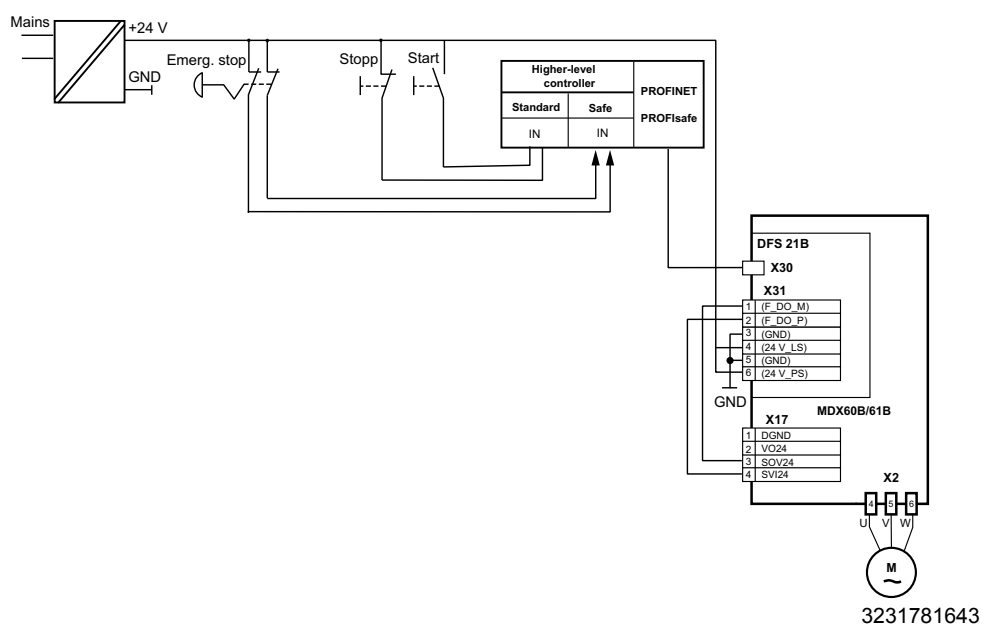 Mains
+24 V
GND
Emerg. stop
Stopp
Start
Higher-level
controller
Standard
Safe
IN
IN
PROFINET
PROFIsafe
DFS 21B
X30
X31
1 (F_DO_M)
2 (F_DO_P)
3 (GND)
4 (24 V_LS)
5 (GND)
6 (24 V_PS)
GND
MDX60B/61B
X17
1 DGND
2 VO24
3 SOV24
4 SVI24
X2
4 5 6
U V W
M
3231781643